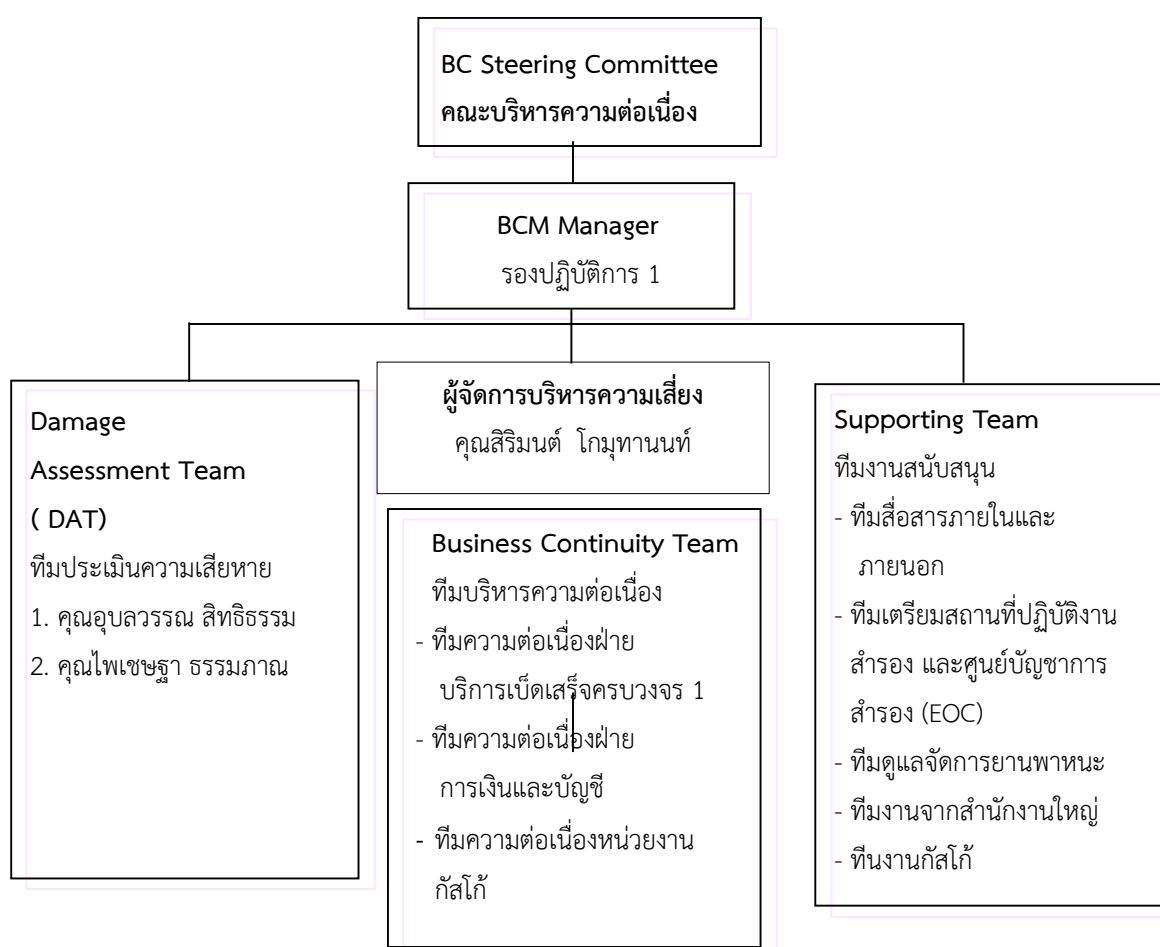 BC Steering Committee
คณะบริหารความต่อเนื่อง
BCM Manager
รองปฏิบัติการ 1
Damage
Assessment Team
( DAT)
ทีมประเมินความเสียหาย
1. คุณอุบลวรรณ สิทธิธรรม
2. คุณไพเชษฐา ธรรมภาณ
ผู้จัดการบริหารความเสี่ยง
คุณสิริมนต์ โกมุทานนท์
Business Continuity Team
ทีมบริหารความต่อเนื่อง
- ทีมความต่อเนื่องฝ่าย
บริการเบ็ดเสร็จครบวงจร 1
- ทีมความต่อเนื่องฝ่าย
การเงินและบัญชี
- ทีมความต่อเนื่องหน่วยงาน
กัสโก้
Supporting Team
ทีมงานสนับสนุน
- ทีมสื่อสารภายในและ
ภายนอก
- ทีมเตรียมสถานที่ปฏิบัติงาน
สำรอง และศูนย์บัญชาการ
สำรอง (EOC)
- ทีมดูแลจัดการยานพาหนะ
- ทีมงานจากสำนักงานใหญ่
- ทีนงานกัสโก้